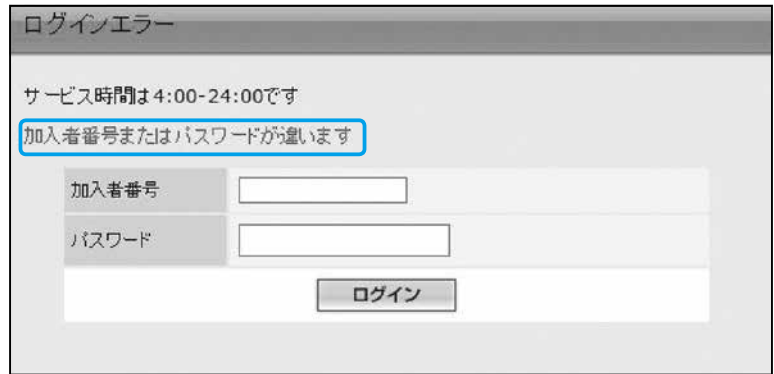 ログインエラー
サービス時間は4:00-24:00です
加入者番号またはパスワードが違います
加入者番号
パスワード
ログイン